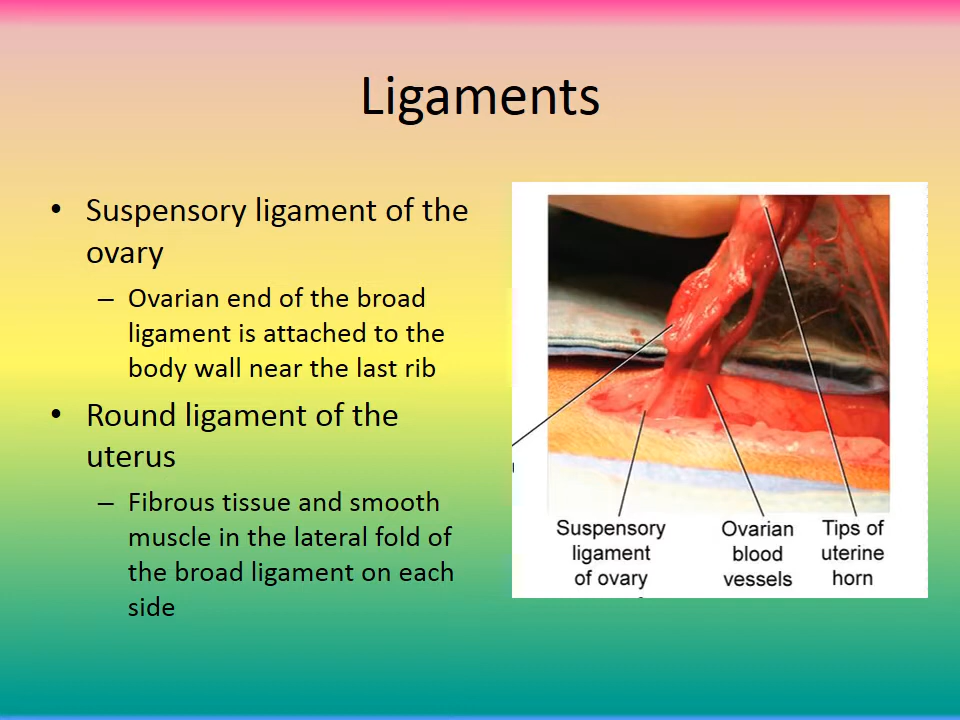 Ligaments
• Suspensory ligament of the
ovary
– Ovarian end of the broad
ligament is attached to the
body wall near the last rib
• Round ligament of the
uterus
– Fibrous tissue and smooth
muscle in the lateral fold of
the broad ligament on each
side
Suspensory
ligament
of ovary
Ovarian
blood
vessels
Tips of
uterine
horn